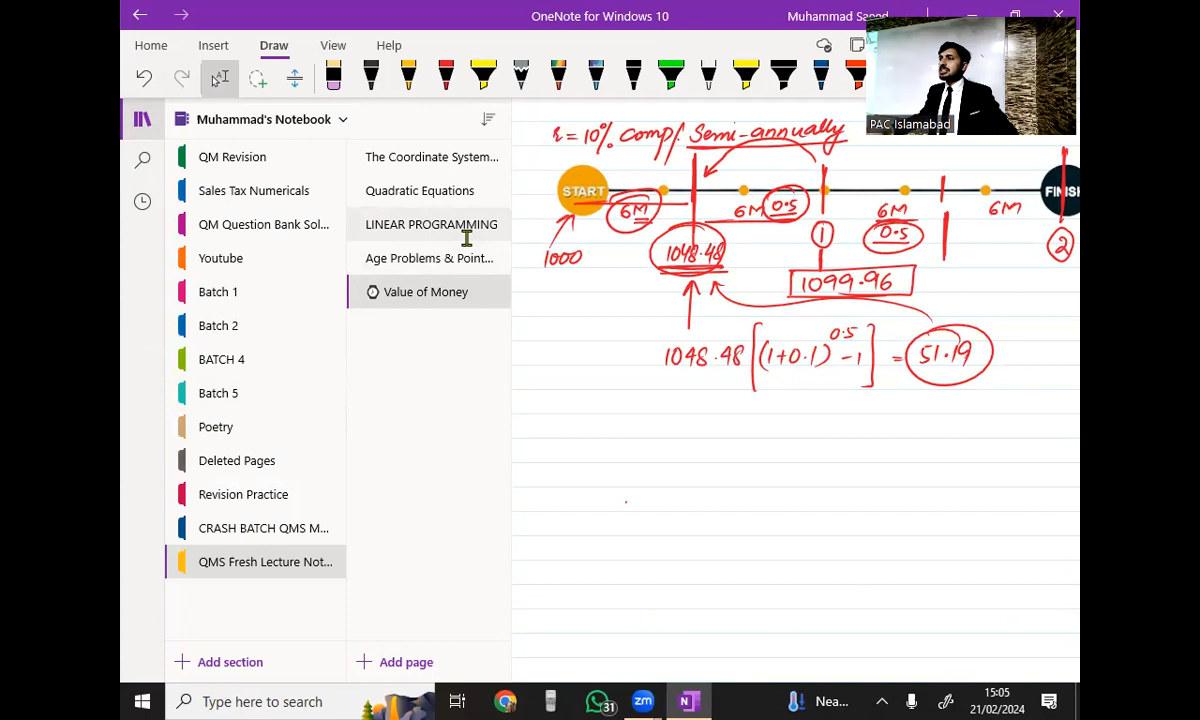 OneNote for Windows 10
Muhammad Saeed
Home
Insert
Draw
View
Help
PAC Islamabad
Muhammad's Notebook
QM Revision
Sales Tax Numericals
QM Question Bank Sol...
Youtube
Batch 1
Batch 2
BATCH 4
Batch 5
Poetry
Deleted Pages
Revision Practice
CRASH BATCH QMS M...
QMS Fresh Lecture Not...
Add section
The Coordinate System...
Quadratic Equations
LINEAR PROGRAMMING
Age Problems & Point...
Value of Money
Add page
r = 10% comp/. Semi-annually
START
FINISH
6M
6M 0.5
6M
0.5
6M
1000
1048.48
1
2
1099.96
1048.48 [(1+0.1)^0.5 -1] = 51.19
Type here to search
31
zm
N
Nea...
15:05
21/02/2024